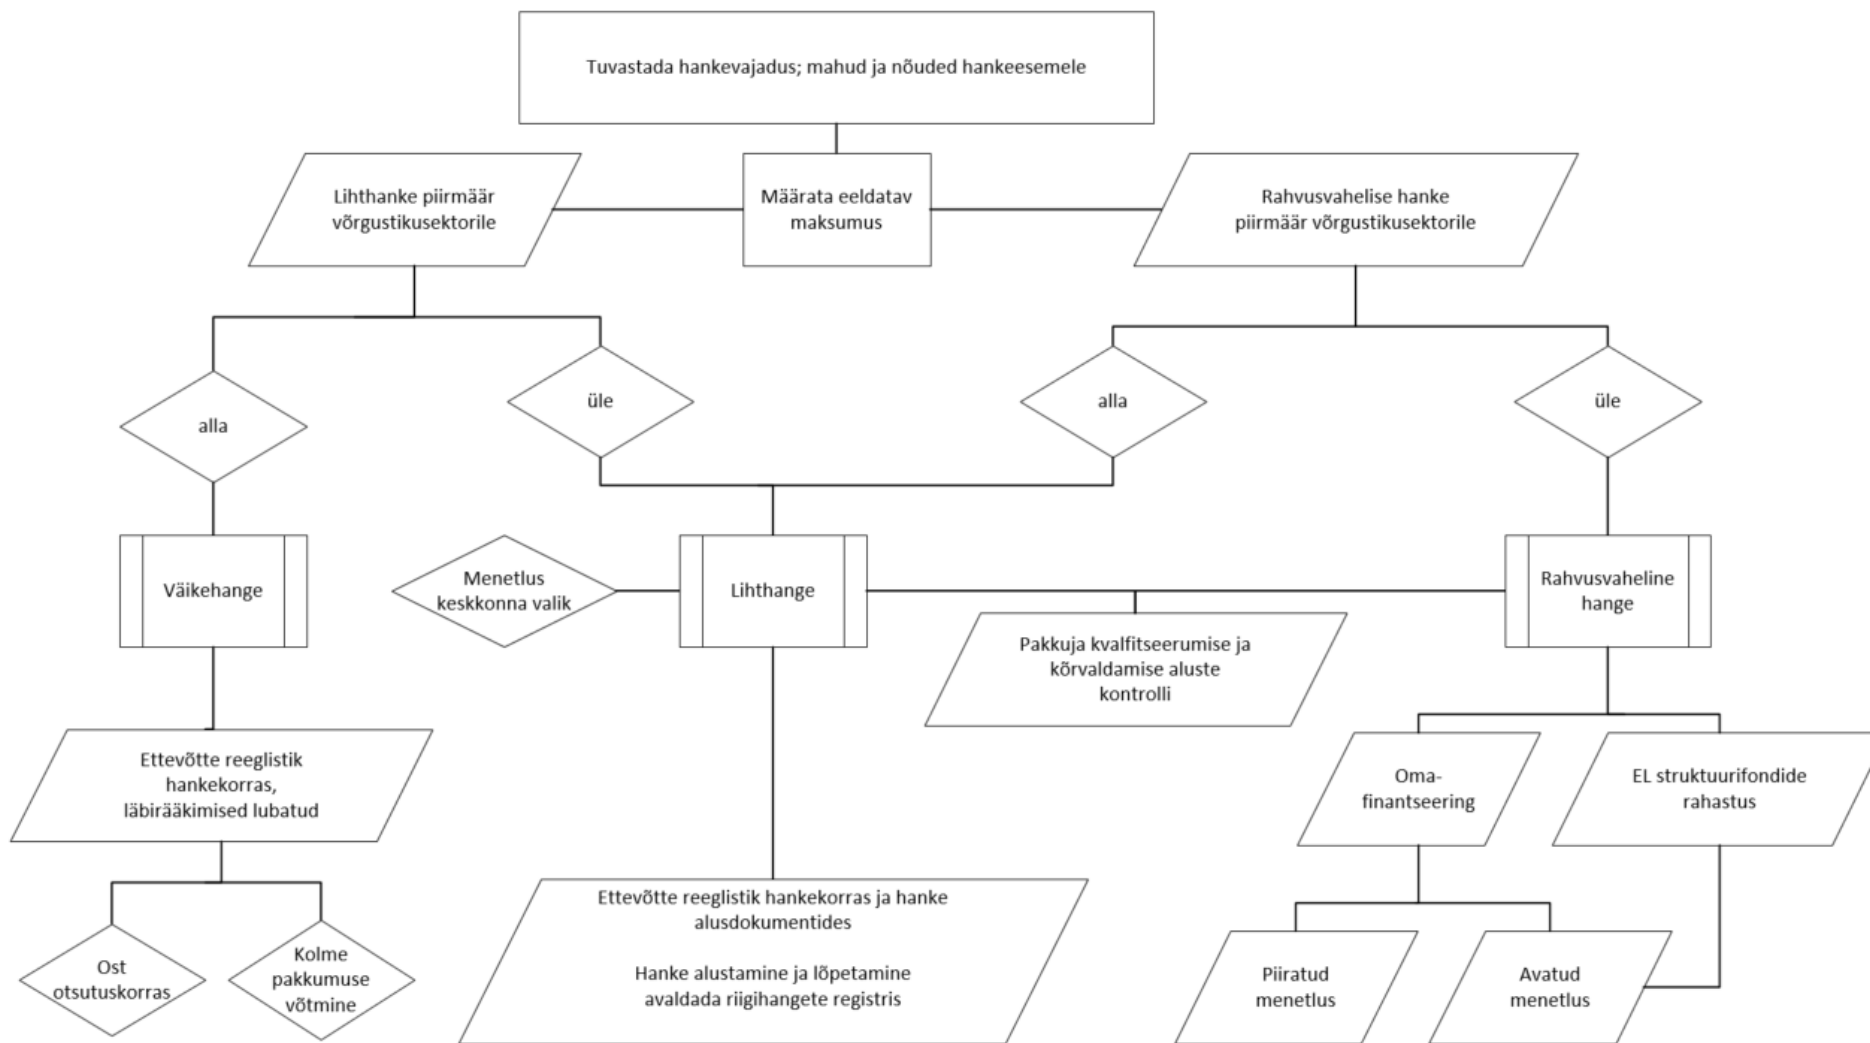 Tuvastada hankevajadus; mahud ja nõuded hankeesemele
Lihthanke piirmäär
võrgustikusektorile
Määrata eeldatav
maksumus
Rahvusvahelise hanke
piirmäär võrgustikusektorile
alla
üle
alla
üle
Väikehange
Menetlus
keskkonna valik
Lihthange
Rahvusvaheline
hange
Pakkuja kvalfitseerumise ja
kõrvaldamise aluste
kontrolli
Ettevõtte reeglistik
hankekorras,
läbirääkimised lubatud
Oma-
finantseering
EL struktuurifondide
rahastus
Ost
otsutuskorras
Kolme
pakkumuse
võtmine
Ettevõtte reeglistik hankekorras ja hanke
alusdokumentides
Hanke alustamine ja lõpetamine
avaldada riigihangete registris
Piiratud
menetlus
Avatud
menetlus